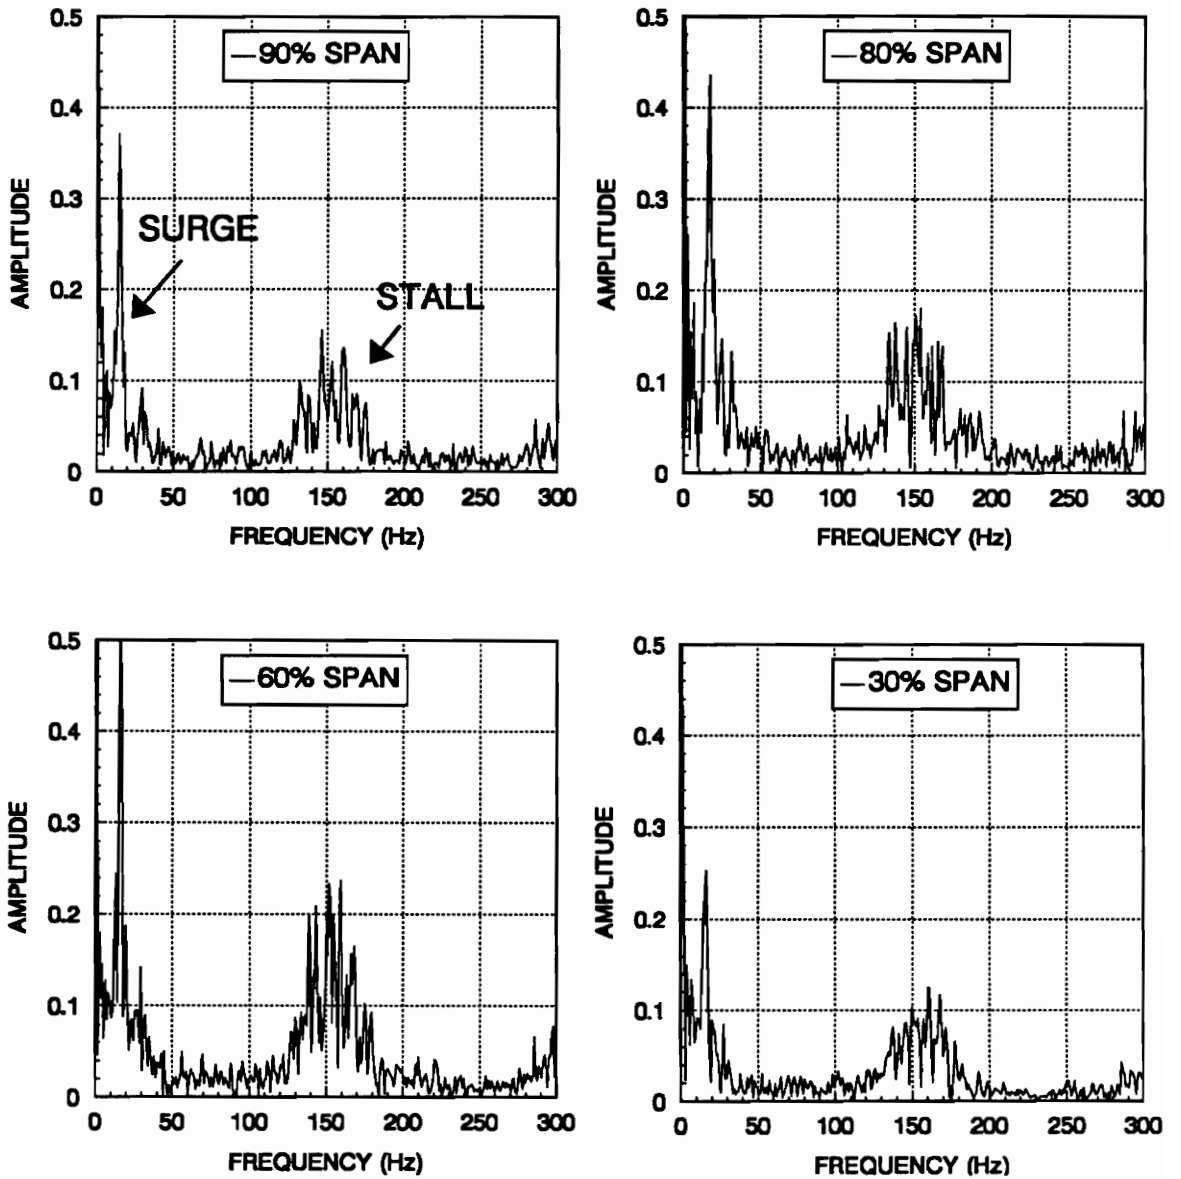 0.5
0.4
0.3
0.2
0.1
0
AMPLITUDE
—90% SPAN
SURGE
STALL
0 50 100 150 200 250 300
FREQUENCY (Hz)
0.5
0.4
0.3
0.2
0.1
0
AMPLITUDE
—80% SPAN
0 50 100 150 200 250 300
FREQUENCY (Hz)
0.5
0.4
0.3
0.2
0.1
0
AMPLITUDE
—60% SPAN
0 50 100 150 200 250 300
FREQUENCY (Hz)
0.5
0.4
0.3
0.2
0.1
0
AMPLITUDE
—30% SPAN
0 50 100 150 200 250 300
FREQUENCY (Hz)